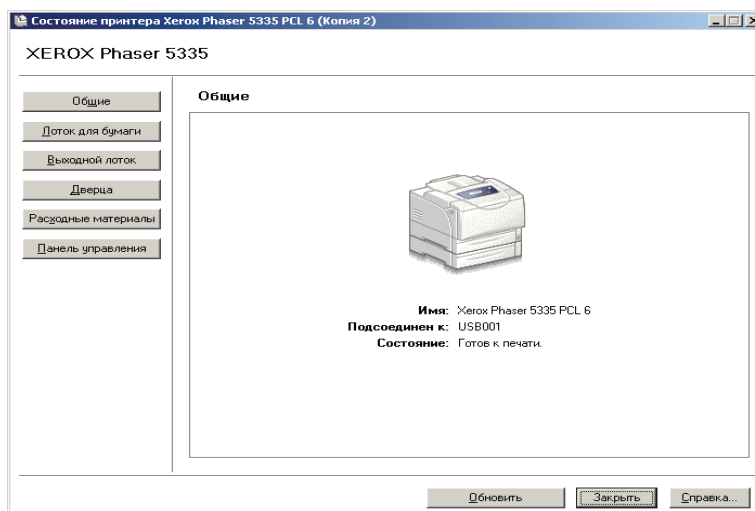 Состояние принтера Xerox Phaser 5335 PCL 6 (Копия 2)
XEROX Phaser 5335
Общие
Лоток для бумаги
Выходной лоток
Дверца
Расходные материалы
Панель управления
Общие
Имя: Xerox Phaser 5335 PCL 6
Подсоединен к: USB001
Состояние: Готов к печати.
Обновить Закрыть Справка...